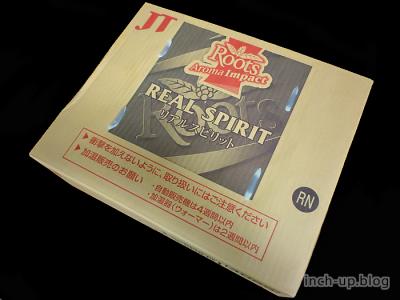 JT
Roots
Aroma Impact
Roots
REAL SPIRIT
リアルスピリット
▶衝撃を加えないように、取り扱いにはご注意ください
▶加温販売のお願い
・自動販売機は4週間以内
・加温器(ウォーマー)は2週間以内
RN
inch-up.blog